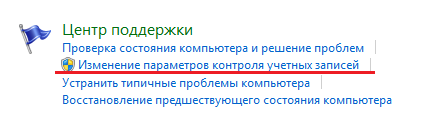 Центр поддержки
Проверка состояния компьютера и решение проблем
Изменение параметров контроля учетных записей
Устранить типичные проблемы компьютера
Восстановление предшествующего состояния компьютера